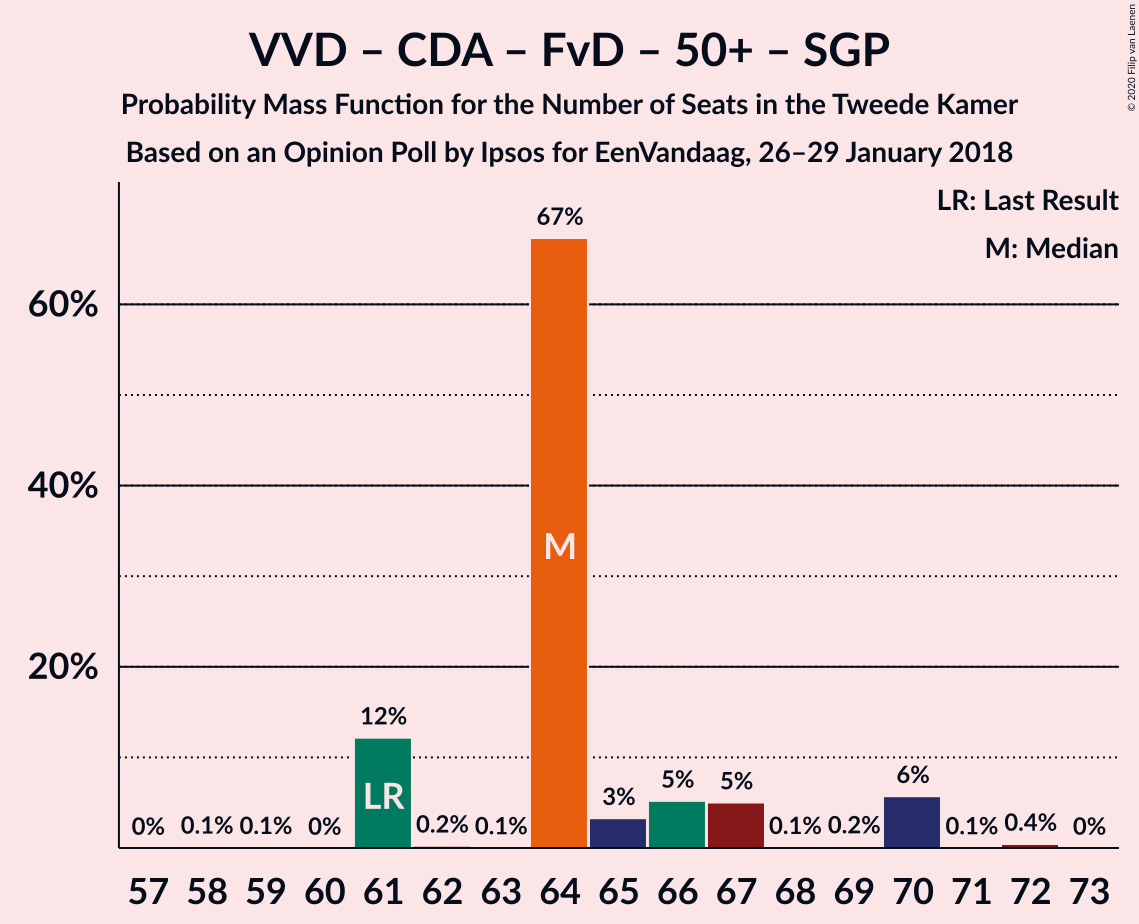 VVD – CDA – FvD – 50+ – SGP
Probability Mass Function for the Number of Seats in the Tweede Kamer
Based on an Opinion Poll by Ipsos for EenVandaag, 26–29 January 2018
© 2020 Filip van Laenen
LR: Last Result
M: Median
60%
40%
20%
0% 0.1% 0.1% 0% 12% 0.2% 0.1% 67% 3% 5% 5% 0.1% 0.2% 6% 0.1% 0.4% 0%
LR
M
57 58 59 60 61 62 63 64 65 66 67 68 69 70 71 72 73